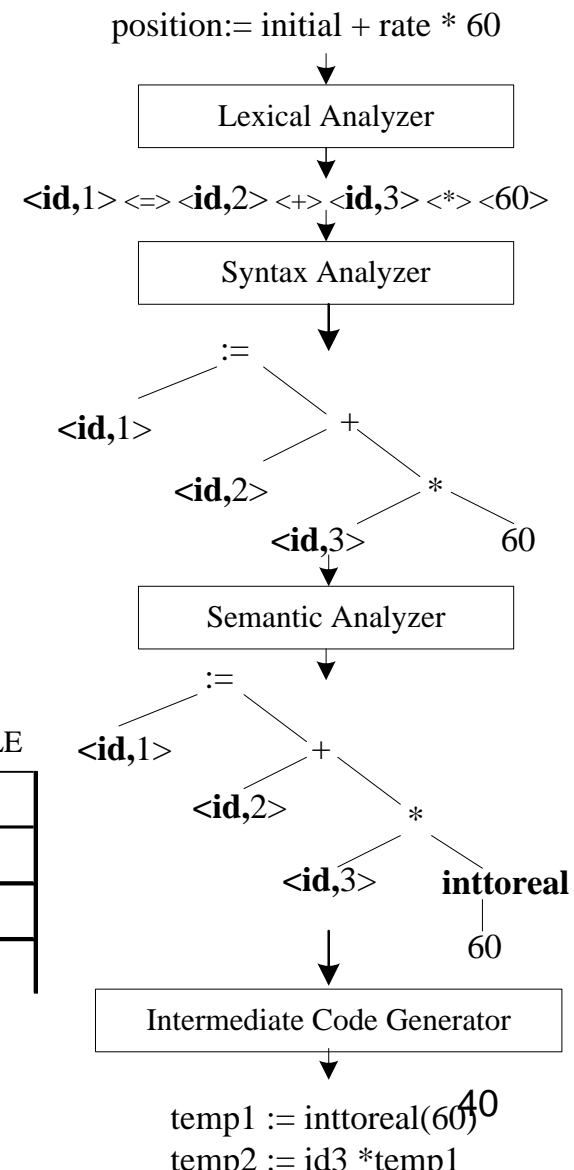 position:= initial + rate * 60
Lexical Analyzer
<id,1> <=> <id,2> <+> <id,3> <*> <60>
Syntax Analyzer
:=
<id,1> +
<id,2> *
<id,3> 60
Semantic Analyzer
:=
LE
<id,1> +
<id,2> *
<id,3> inttoreal
60
Intermediate Code Generator
temp1 := inttoreal(60)
40
temp2 := id3 *temp1